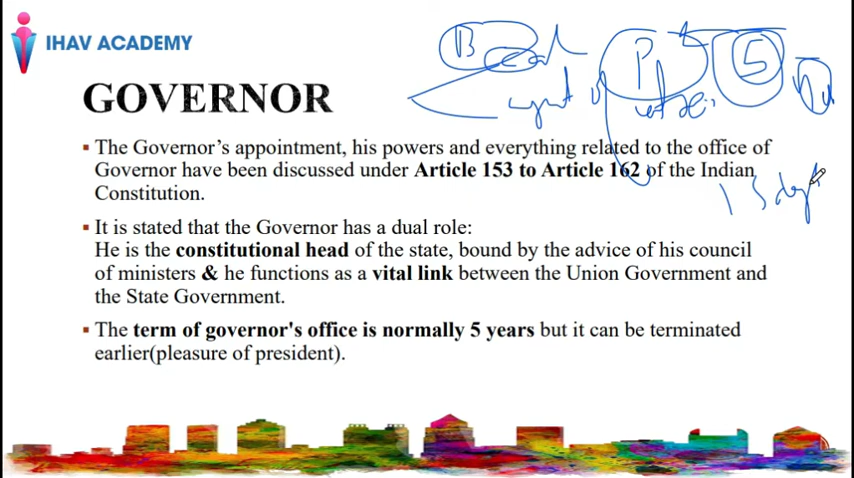 IHAV ACADEMY
B
P
5
GOVERNOR
▪ The Governor's appointment, his powers and everything related to the office of
Governor have been discussed under Article 153 to Article 162 of the Indian
Constitution.
▪ It is stated that the Governor has a dual role:
He is the constitutional head of the state, bound by the advice of his council
of ministers & he functions as a vital link between the Union Government and
the State Government.
▪ The term of governor's office is normally 5 years but it can be terminated
earlier(pleasure of president).